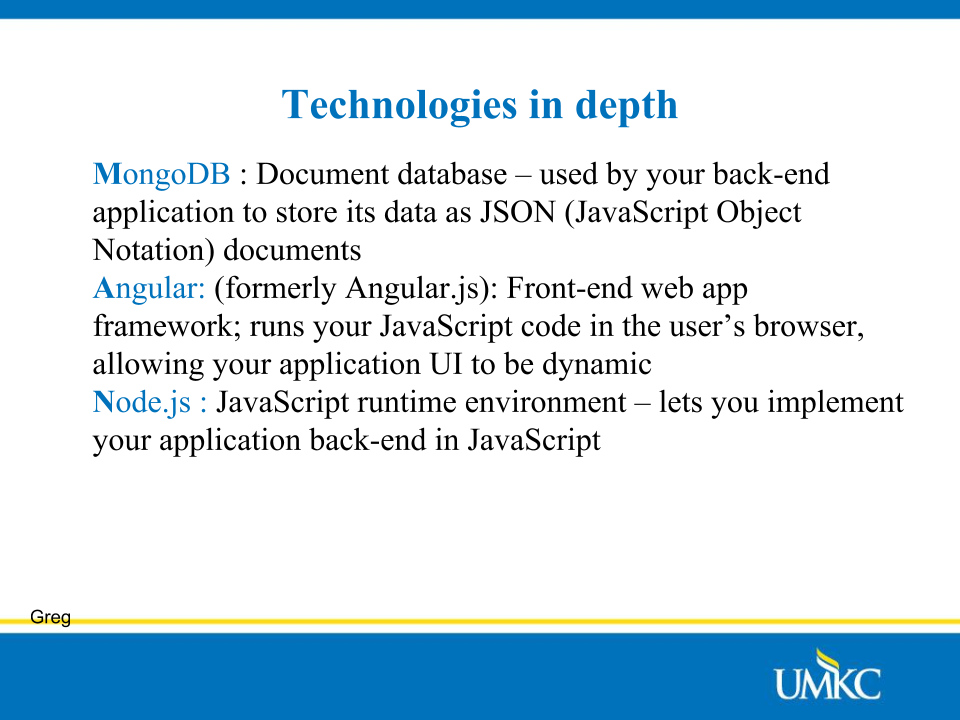 Technologies in depth
MongoDB : Document database – used by your back-end
application to store its data as JSON (JavaScript Object
Notation) documents
Angular: (formerly Angular.js): Front-end web app
framework; runs your JavaScript code in the user’s browser,
allowing your application UI to be dynamic
Node.js : JavaScript runtime environment – lets you implement
your application back-end in JavaScript
Greg
UMKC